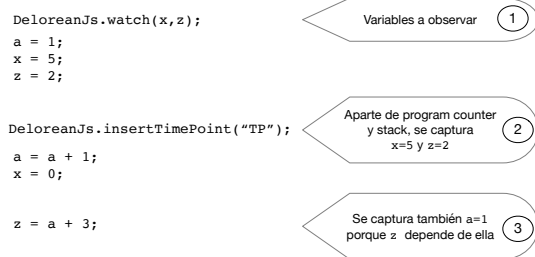 DeloreanJs.watch(x,z);
Variables a observar
1
a = 1;
x = 5;
z = 2;
DeloreanJs.insertTimePoint(“TP”);
Aparte de program counter
y stack, se captura
x=5 y z=2
2
a = a + 1;
x = 0;
z = a + 3;
Se captura también a=1
porque z depende de ella
3